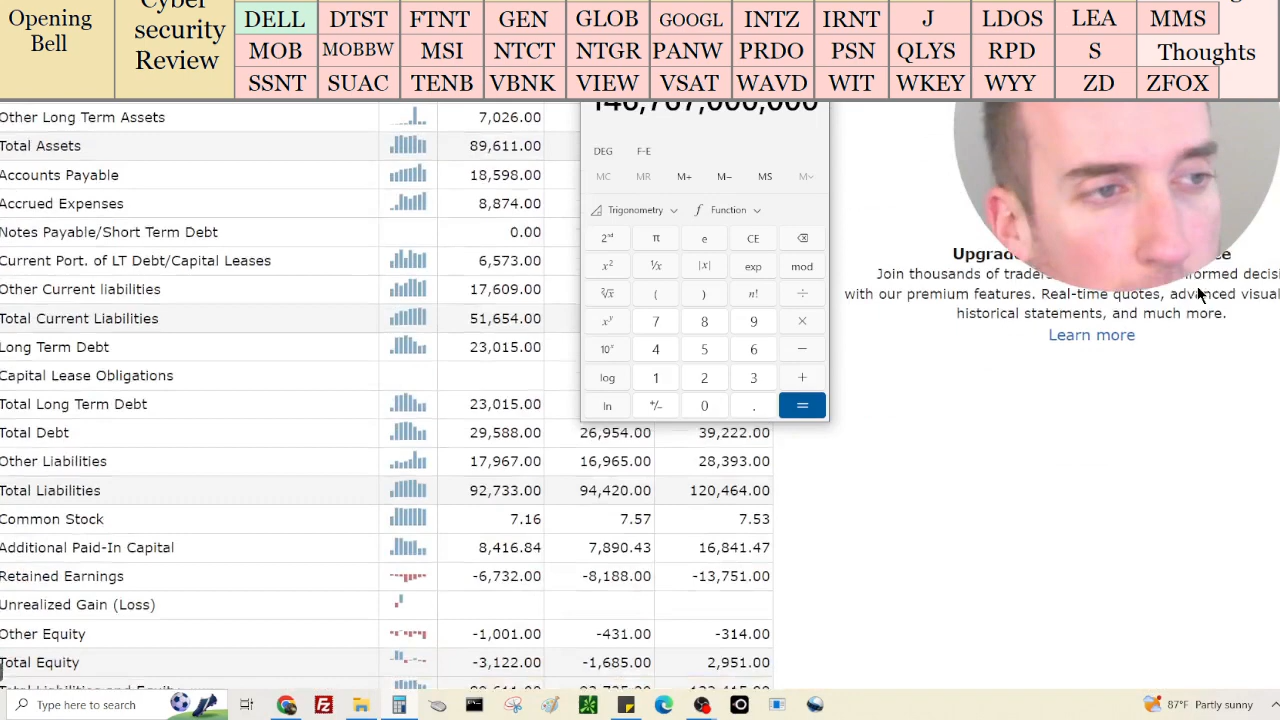 Opening
Bell
Cyber
security
Review
DELL DTST FTNT GEN GLOB GOOGL INTZ IRNT J LDOS LEA MMS
MOB MOBBW MSI NTCT NTGR PANW PRDO PSN QLYS RPD S Thoughts
SSNT SUAC TENB VBNK VIEW VSAT WAVD WIT WKEY WYY ZD ZFOX
Other Long Term Assets 7,026.00
Total Assets 89,611.00
Accounts Payable 18,598.00
Accrued Expenses 8,874.00
Notes Payable/Short Term Debt 0.00
Current Port. of LT Debt/Capital Leases 6,573.00
Other Current liabilities 17,609.00
Total Current Liabilities 51,654.00
Long Term Debt 23,015.00
Capital Lease Obligations
Total Long Term Debt 23,015.00
Total Debt 29,588.00 26,954.00 39,222.00
Other Liabilities 17,967.00 16,965.00 28,393.00
Total Liabilities 92,733.00 94,420.00 120,464.00
Common Stock 7.16 7.57 7.53
Additional Paid-In Capital 8,416.84 7,890.43 16,841.47
Retained Earnings -6,732.00 -8,188.00 -13,751.00
Unrealized Gain (Loss)
Other Equity -1,001.00 -431.00 -314.00
Total Equity -3,122.00 -1,685.00 2,951.00
DEG F-E
MC MR M+ M− MS M
Trigonometry Function
2nd π e CE
x² ⅟x |x| exp mod
²√x ( ) n! ÷
xʸ 7 8 9 ×
10ˣ 4 5 6 −
log 1 2 3 +
ln +/− 0 . =
Join thousands of traders
with our premium features. Real-time quotes, advanced visual
historical statements, and much more.
Learn more
Type here to search
87°F Partly sunny